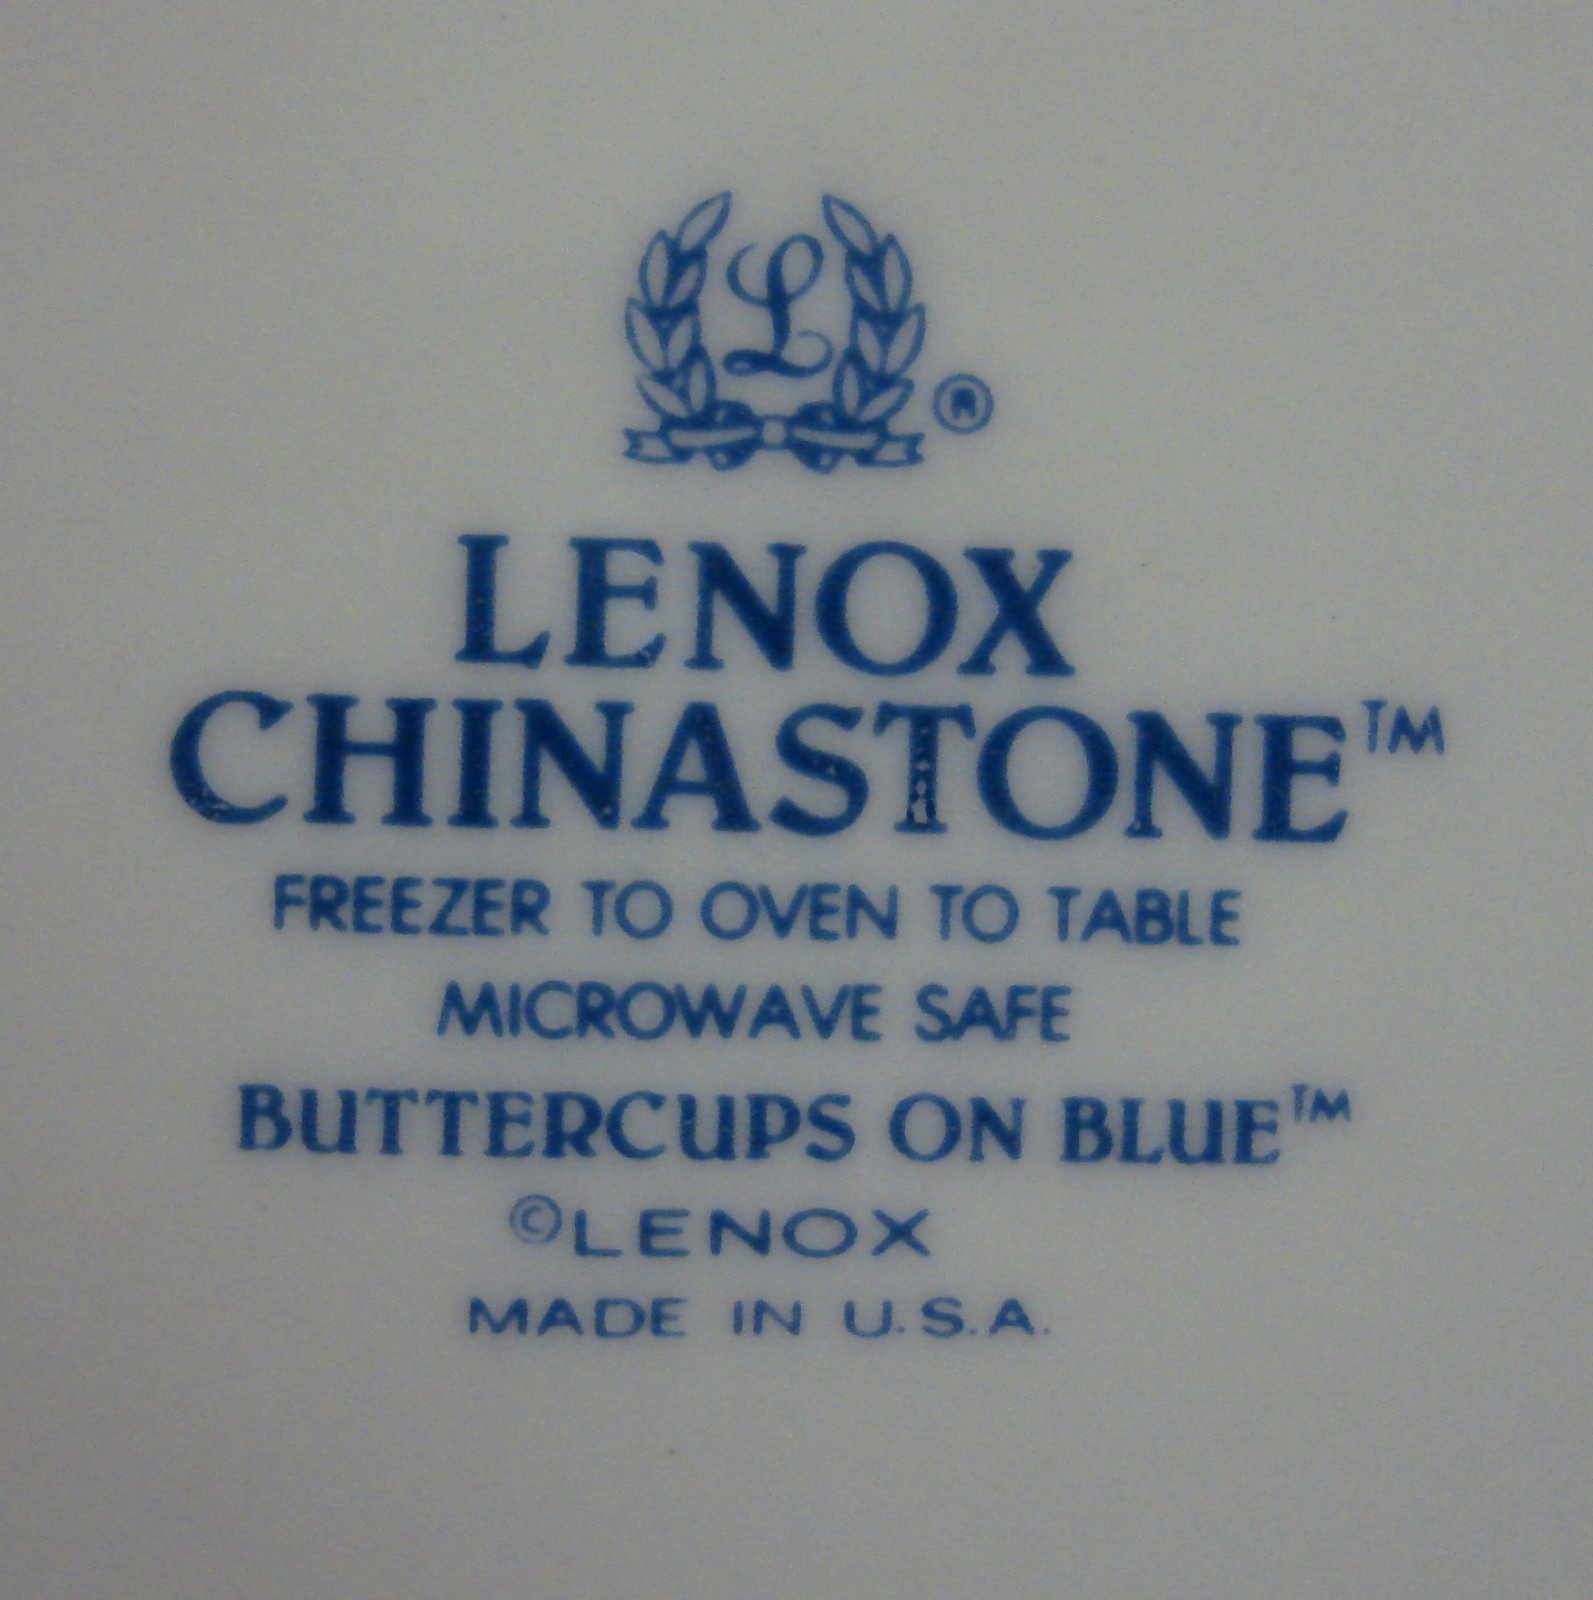 L ®
LENOX
CHINASTONE™
FREEZER TO OVEN TO TABLE
MICROWAVE SAFE
BUTTERCUPS ON BLUE™
©LENOX
MADE IN U.S.A.